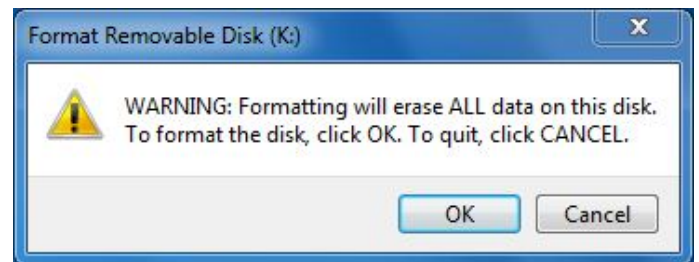 Format Removable Disk (K:)
WARNING: Formatting will erase ALL data on this disk.
To format the disk, click OK. To quit, click CANCEL.
OK Cancel